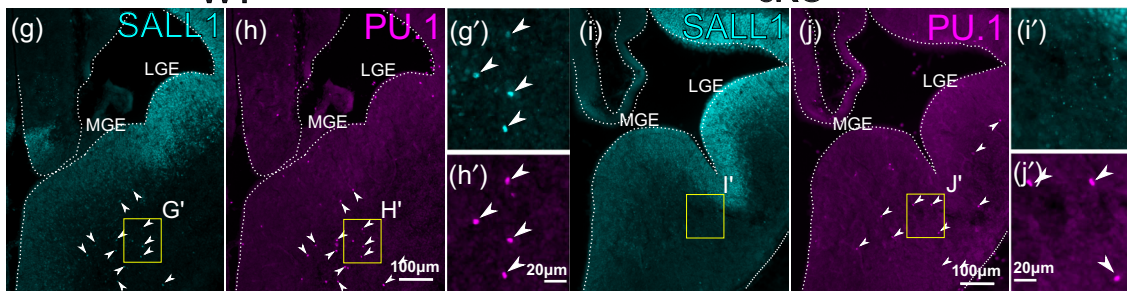 (g) SALL1
LGE
MGE
G'
(h) PU.1
LGE
MGE
H'
100μm
(g′)
(h′)
20μm
(i) SALL1
LGE
MGE
I'
(j) PU.1
LGE
MGE
J'
100μm
(i′)
(j′)
20μm